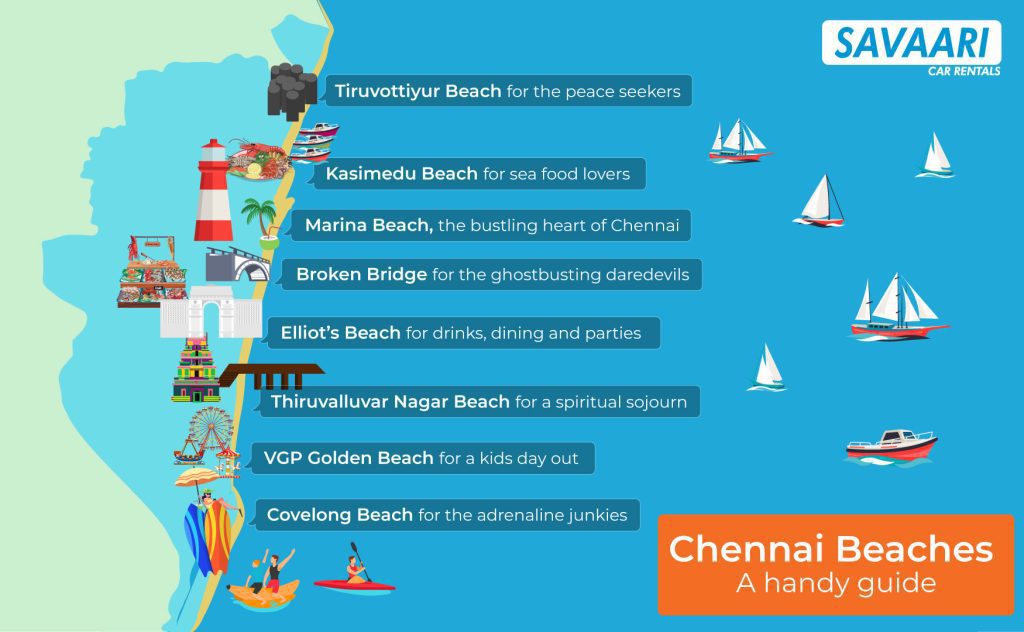 SAVAARI
CAR RENTALS
Tiruvottiyur Beach for the peace seekers
Kasimedu Beach for sea food lovers
Marina Beach, the bustling heart of Chennai
Broken Bridge for the ghostbusting daredevils
Elliot's Beach for drinks, dining and parties
Thiruvalluvar Nagar Beach for a spiritual sojourn
VGP Golden Beach for a kids day out
Covelong Beach for the adrenaline junkies
Chennai Beaches
A handy guide